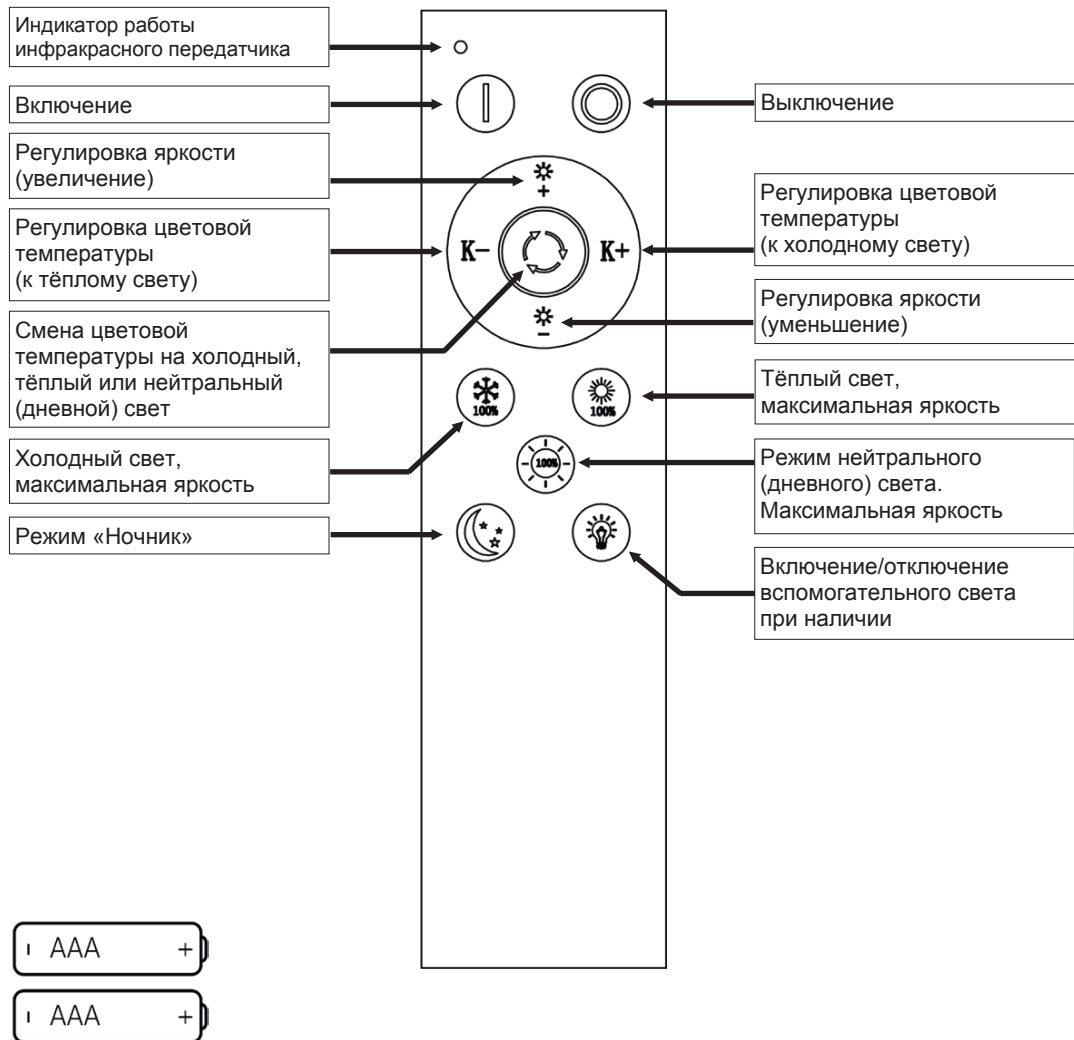 Индикатор работы
инфракрасного передатчика
Включение
Регулировка яркости
(увеличение)
Регулировка цветовой
температуры
(к тёплому свету)
Смена цветовой
температуры на холодный,
тёплый или нейтральный
(дневной) свет
Холодный свет,
максимальная яркость
Режим «Ночник»
+
K-
K+
-
100%
100%
100%
Выключение
Регулировка цветовой
температуры
(к холодному свету)
Регулировка яркости
(уменьшение)
Тёплый свет,
максимальная яркость
Режим нейтрального
(дневного) света.
Максимальная яркость
Включение/отключение
вспомогательного света
при наличии
- AAA +
- AAA +